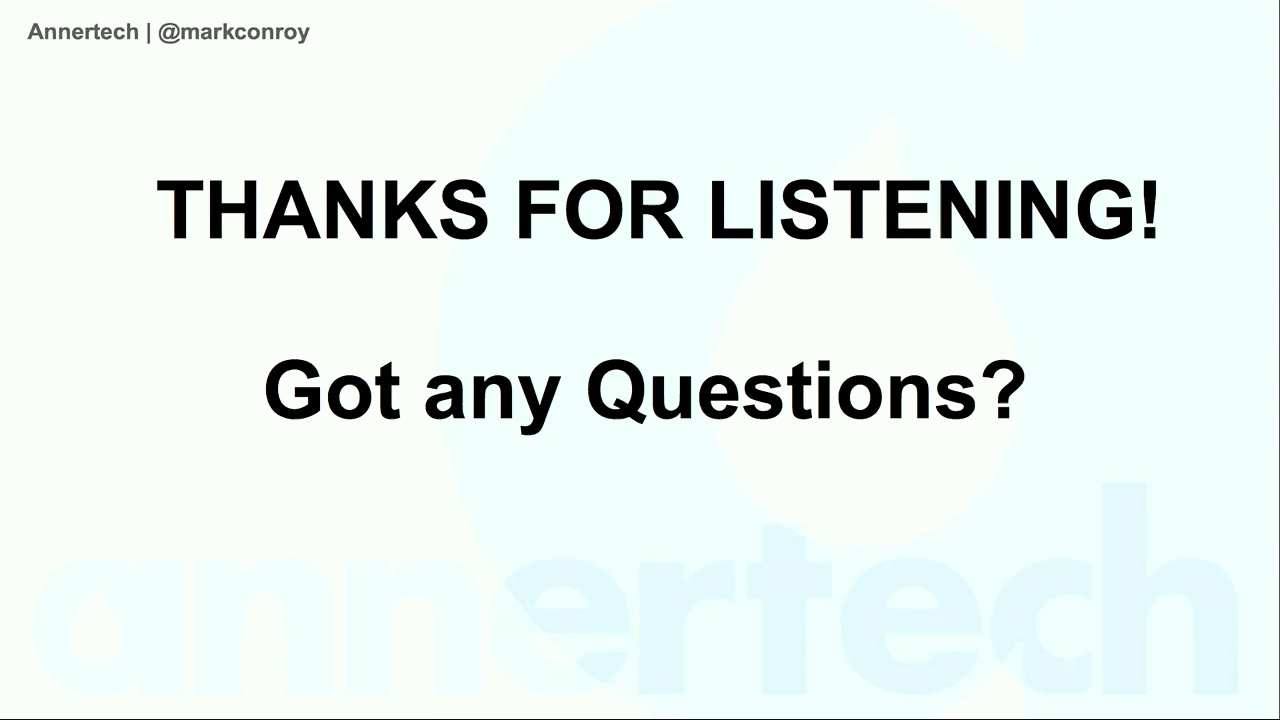 Annertech | @markconroy
THANKS FOR LISTENING!
Got any Questions?
annertech